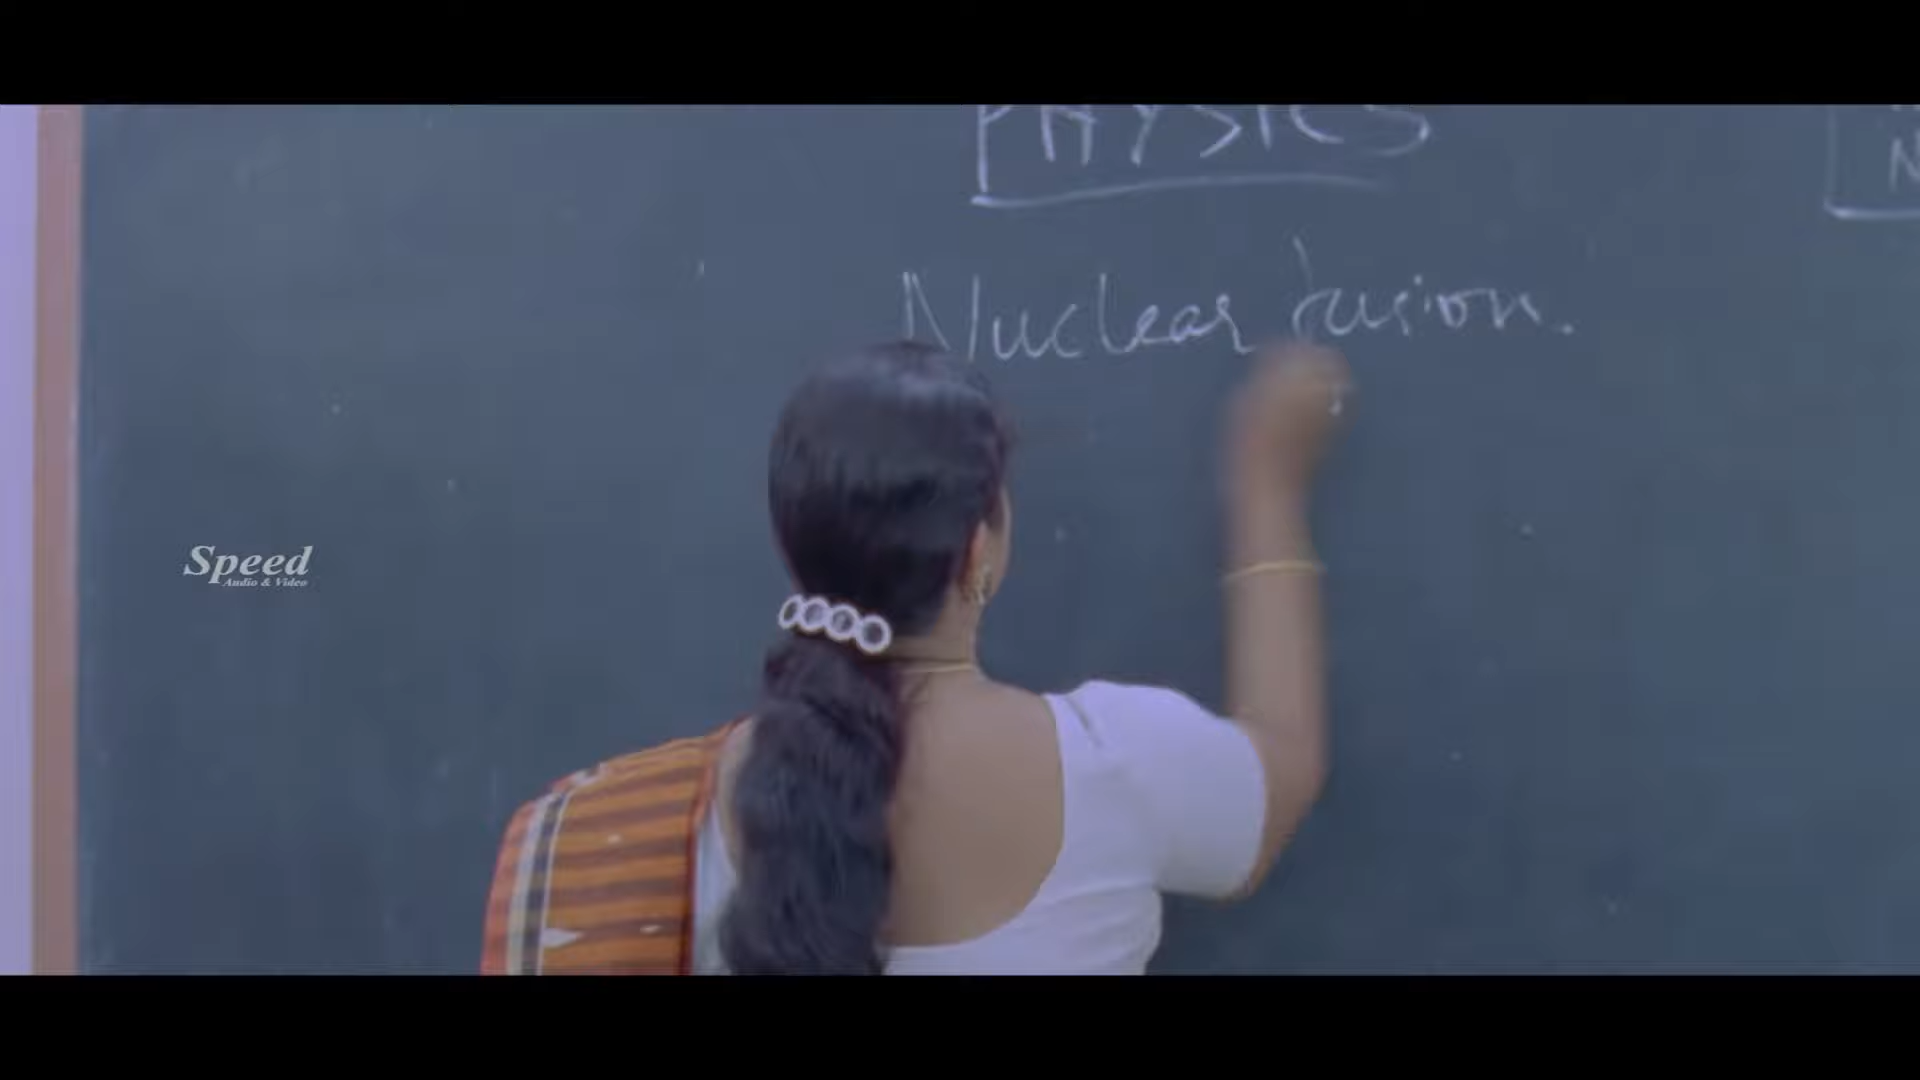 PHYSICS
N
Nuclear fusion.
Speed
Audio & Video